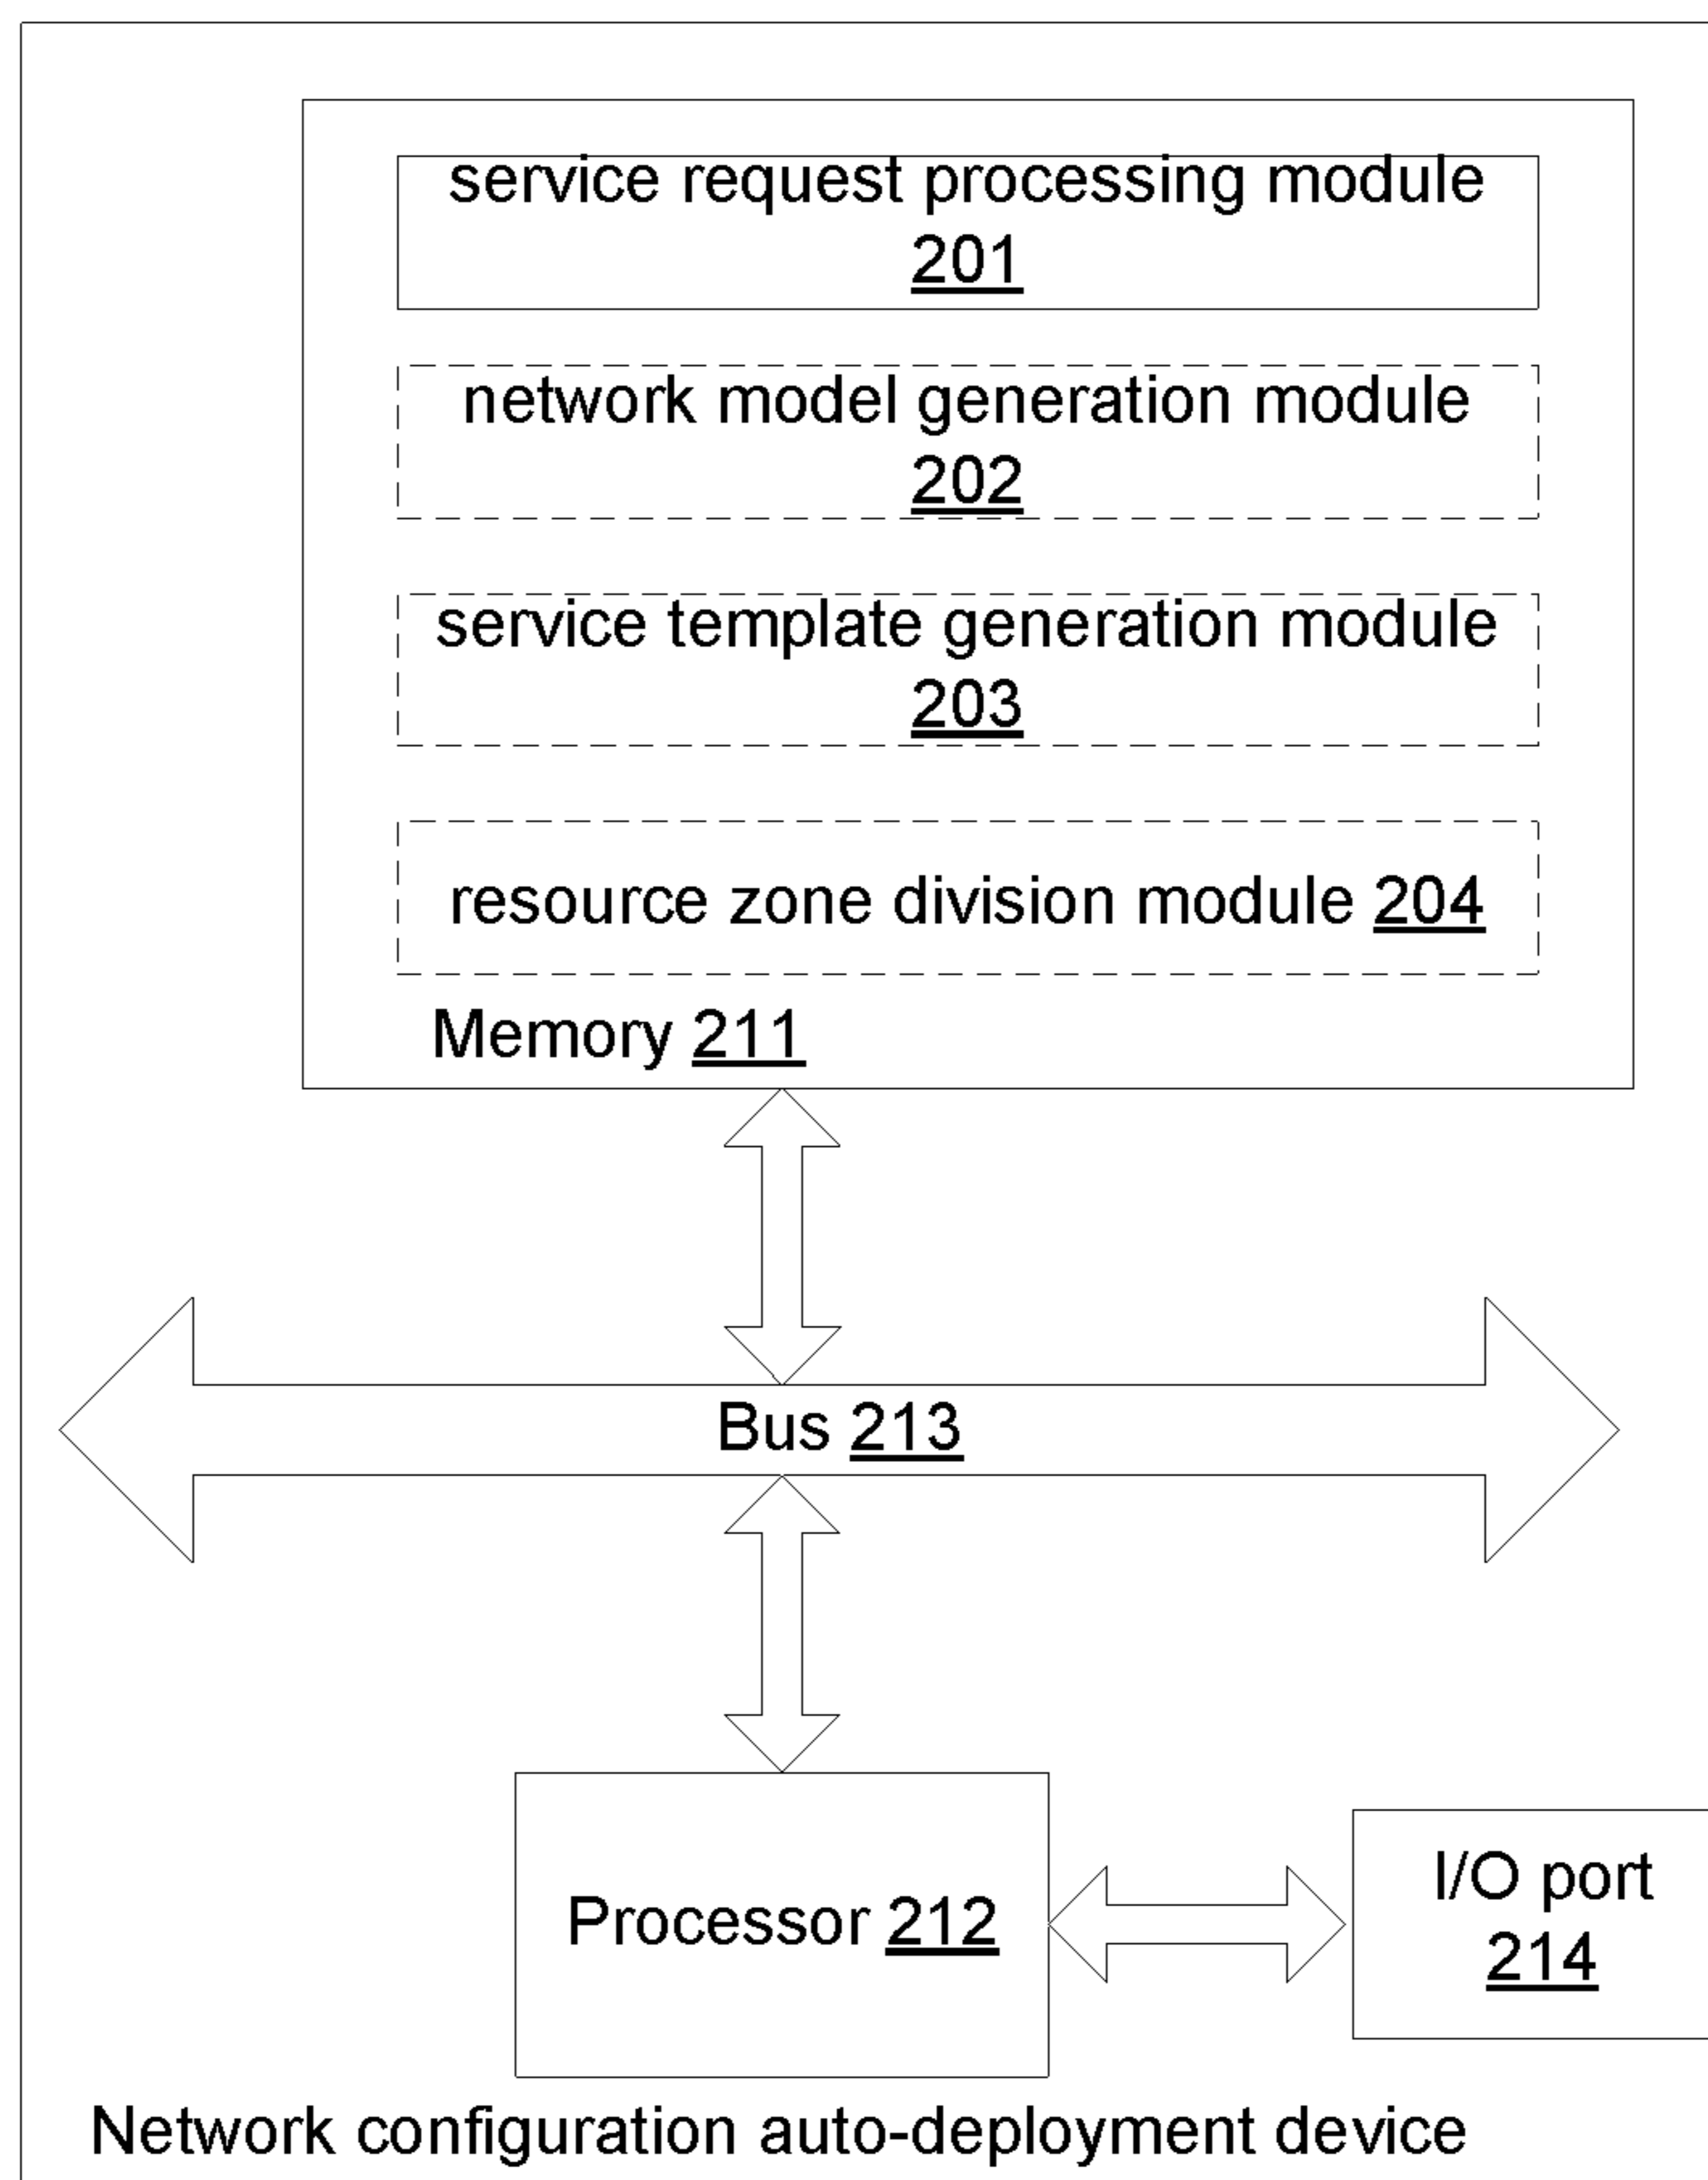 service request processing module
201
network model generation module
202
service template generation module
203
resource zone division module 204
Memory 211
Bus 213
Processor 212
I/O port
214
Network configuration auto-deployment device